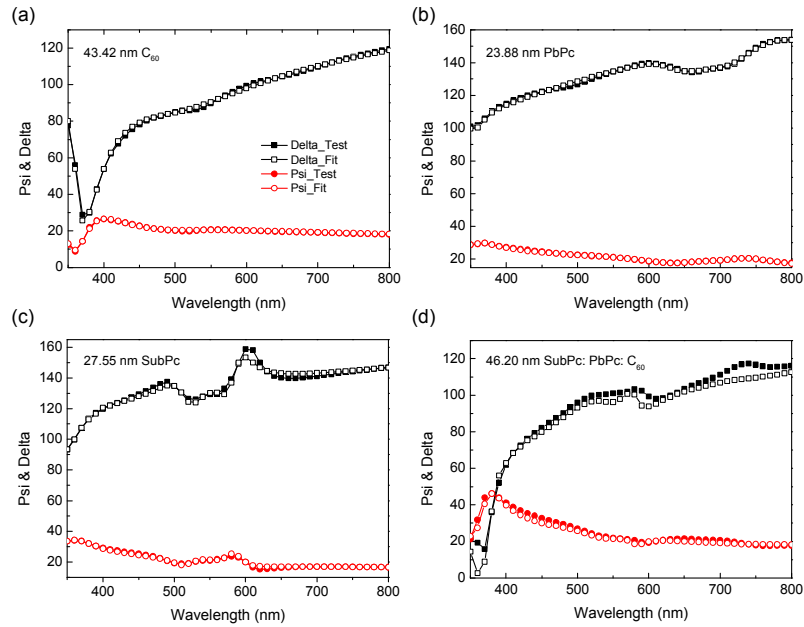 (a)
43.42 nm C60
Delta_Test
Delta_Fit
Psi_Test
Psi_Fit
Psi & Delta
0
20
40
60
80
100
120
400
500
600
700
800
Wavelength (nm)
(b)
23.88 nm PbPc
Psi & Delta
20
40
60
80
100
120
140
160
400
500
600
700
800
Wavelength (nm)
(c)
27.55 nm SubPc
Psi & Delta
20
40
60
80
100
120
140
160
400
500
600
700
800
Wavelength (nm)
(d)
46.20 nm SubPc: PbPc: C60
Psi & Delta
0
20
40
60
80
100
120
400
500
600
700
800
Wavelength (nm)